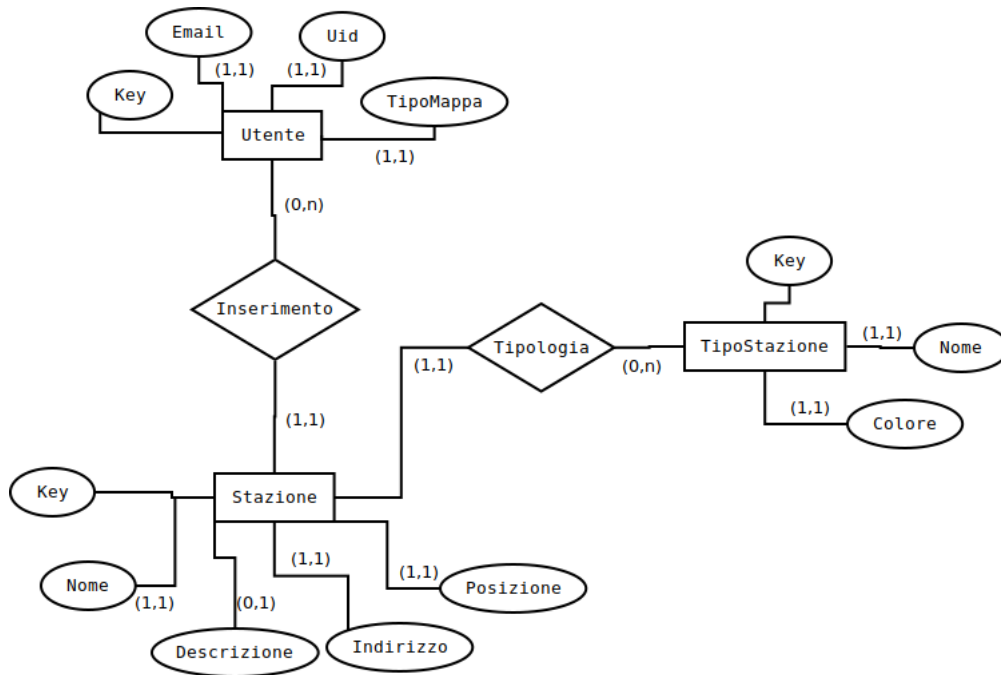 Email
Uid
(1,1)
(1,1)
Key
TipoMappa
Utente
(1,1)
(0,n)
Key
Inserimento
Tipologia
TipoStazione
(1,1)
Nome
(1,1)
(0,n)
(1,1)
Colore
(1,1)
Key
Stazione
(1,1)
(1,1)
Nome
Posizione
(1,1)
(0,1)
Descrizione
Indirizzo